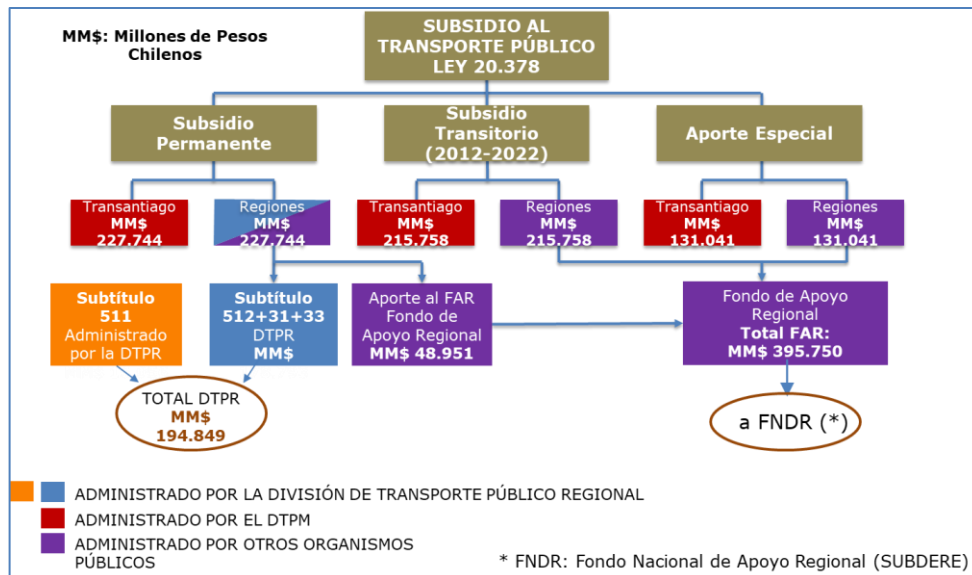 MM$: Millones de Pesos
Chilenos
SUBSIDIO AL
TRANSPORTE PÚBLICO
LEY 20.378
Subsidio
Permanente
Subsidio
Transitorio
(2012-2022)
Aporte Especial
Transantiago
MM$
227.744
Regiones
MM$
227.744
Transantiago
MM$
215.758
Regiones
MM$
215.758
Transantiago
MM$
131.041
Regiones
MM$
131.041
Subtítulo
511
Administrado
por la DTPR
Subtítulo
512+31+33
DTPR
MM$
Aporte al FAR
Fondo de
Apoyo Regional
MM$ 48.951
Fondo de Apoyo
Regional
Total FAR:
MM$ 395.750
TOTAL DTPR
MM$
194.849
a FNDR (*)
ADMINISTRADO POR LA DIVISIÓN DE TRANSPORTE PÚBLICO REGIONAL
ADMINISTRADO POR EL DTPM
ADMINISTRADO POR OTROS ORGANISMOS
PÚBLICOS
* FNDR: Fondo Nacional de Apoyo Regional (SUBDERE)